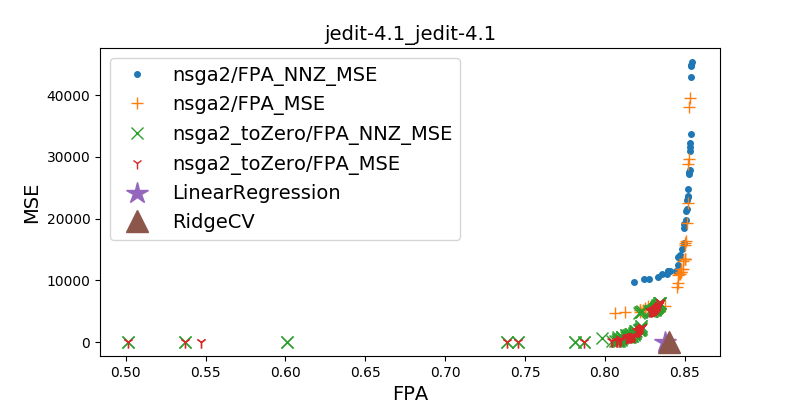 jedit-4.1_jedit-4.1
nsga2/FPA_NNZ_MSE
nsga2/FPA_MSE
nsga2_toZero/FPA_NNZ_MSE
nsga2_toZero/FPA_MSE
LinearRegression
RidgeCV
MSE
40000
30000
20000
10000
0
0.50 0.55 0.60 0.65 0.70 0.75 0.80 0.85
FPA